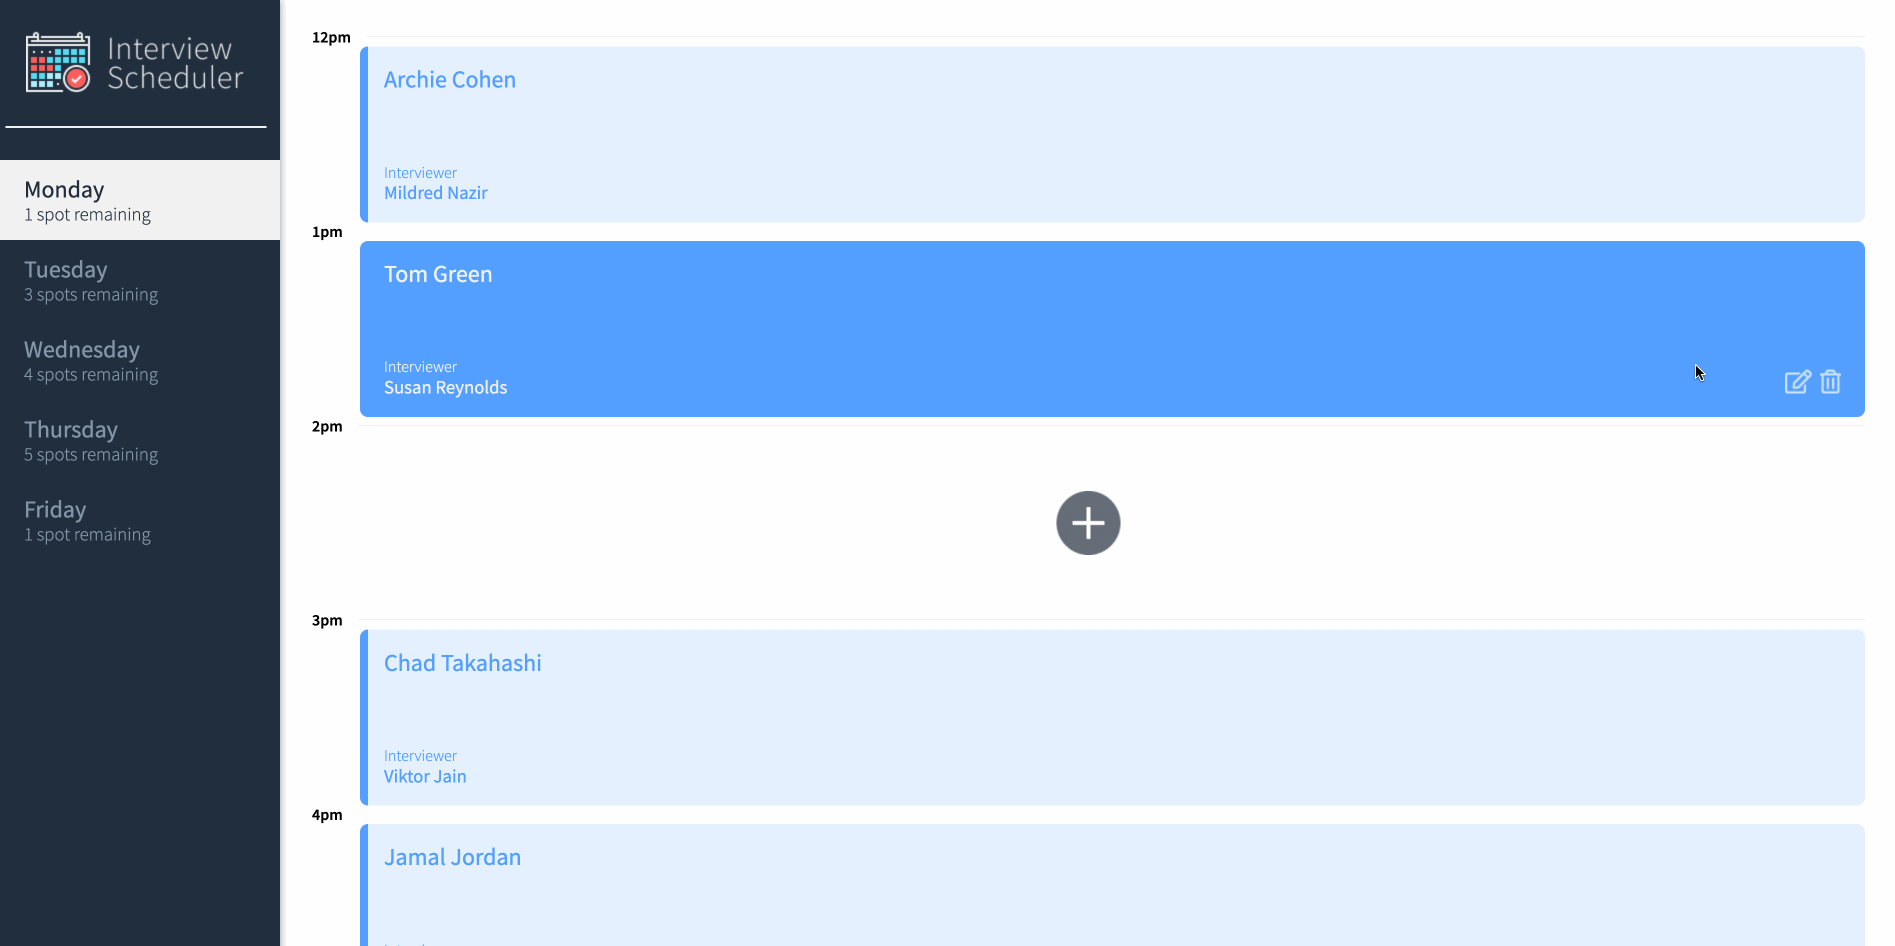 Interview
Scheduler
Monday
1 spot remaining
Tuesday
3 spots remaining
Wednesday
4 spots remaining
Thursday
5 spots remaining
Friday
1 spot remaining
12pm
Archie Cohen
Interviewer
Mildred Nazir
1pm
Tom Green
Interviewer
Susan Reynolds
2pm
3pm
Chad Takahashi
Interviewer
Viktor Jain
4pm
Jamal Jordan